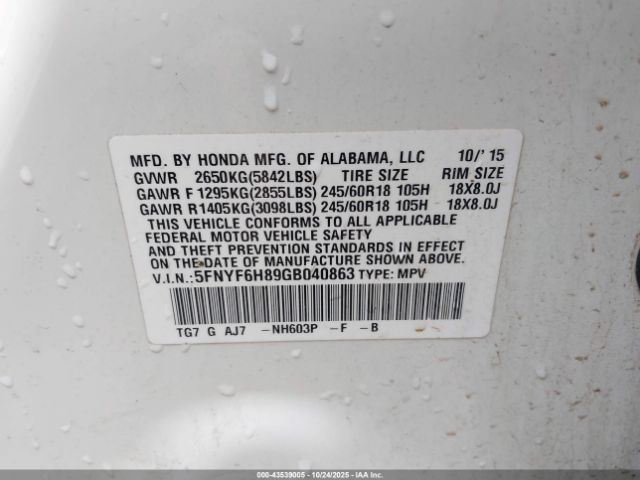 MFD. BY HONDA MFG. OF ALABAMA, LLC 10/'15
GVWR 2650KG(5842LBS) TIRE SIZE RIM SIZE
GAWR F 1295KG(2855LBS) 245/60R18 105H 18X8.0J
GAWR R 1405KG(3098LBS) 245/60R18 105H 18X8.0J
THIS VEHICLE CONFORMS TO ALL APPLICABLE
FEDERAL MOTOR VEHICLE SAFETY
AND THEFT PREVENTION STANDARDS IN EFFECT
ON THE DATE OF MANUFACTURE SHOWN ABOVE.
V.I.N.:5FNYF6H89GB040863 TYPE: MPV
TG7 G AJ7 -NH603P -F -B
000-43539005 - 10/24/2025 - IAAI.COM